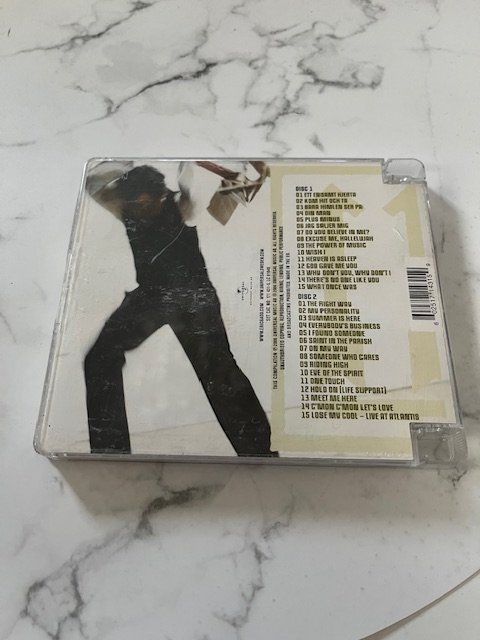 DISC 1
01 ETT ENSAMT HJÄRTA
02 KOM HIT OCH TA
03 BARA HIMLEN SER PÅ
04 DIN MAN
05 PLUS MINUS
06 JAG SÄLJER MIG
07 DO YOU BELIEVE IN ME?
08 EXCUSE ME, HALLELUJAH
09 THE POWER OF MUSIC
10 WISH I
11 HEAVEN IS ASLEEP
12 GOD GAVE ME YOU
13 WHY DON'T YOU, WHY DON'T I
14 THERE'S NO ONE LIKE YOU
15 WHAT ONCE WAS
DISC 2
01 THE RIGHT WAY
02 MY PERSONALITY
03 SUMMER IS HERE
04 EVERYBODY'S BUSINESS
05 I FOUND SOMEONE
06 SAINT IN THE PARISH
07 ON MY WAY
08 SOMEONE WHO CARES
09 RIDING HIGH
10 EVE OF THE SPIRIT
11 ONE TOUCH
12 HOLD ON (LIFE SUPPORT)
13 MEET ME HERE
14 C'MON C'MON LET'S LOVE
15 LOSE MY COOL - LIVE AT ATLANTIS